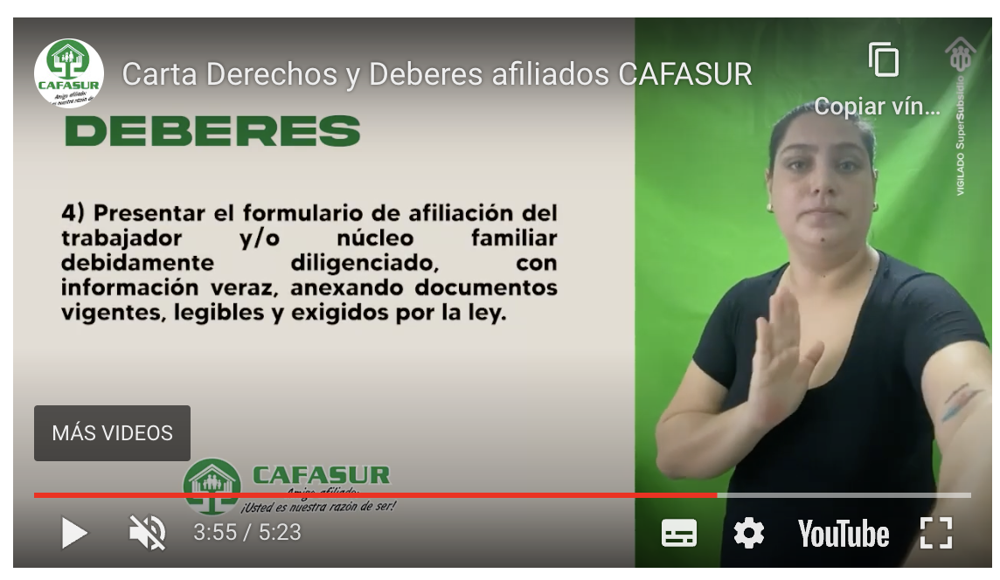 CAFASUR
Carta Derechos y Deberes afiliados CAFASUR
Copiar vín...
VIGILADO SuperSubsidio
DEBERES
4) Presentar el formulario de afiliación del
trabajador y/o núcleo familiar
debidamente diligenciado, con
información veraz, anexando documentos
vigentes, legibles y exigidos por la ley.
MÁS VIDEOS
CAFASUR
Amigo afiliado:
¡Usted es nuestra razón de ser!
3:55 / 5:23
YouTube